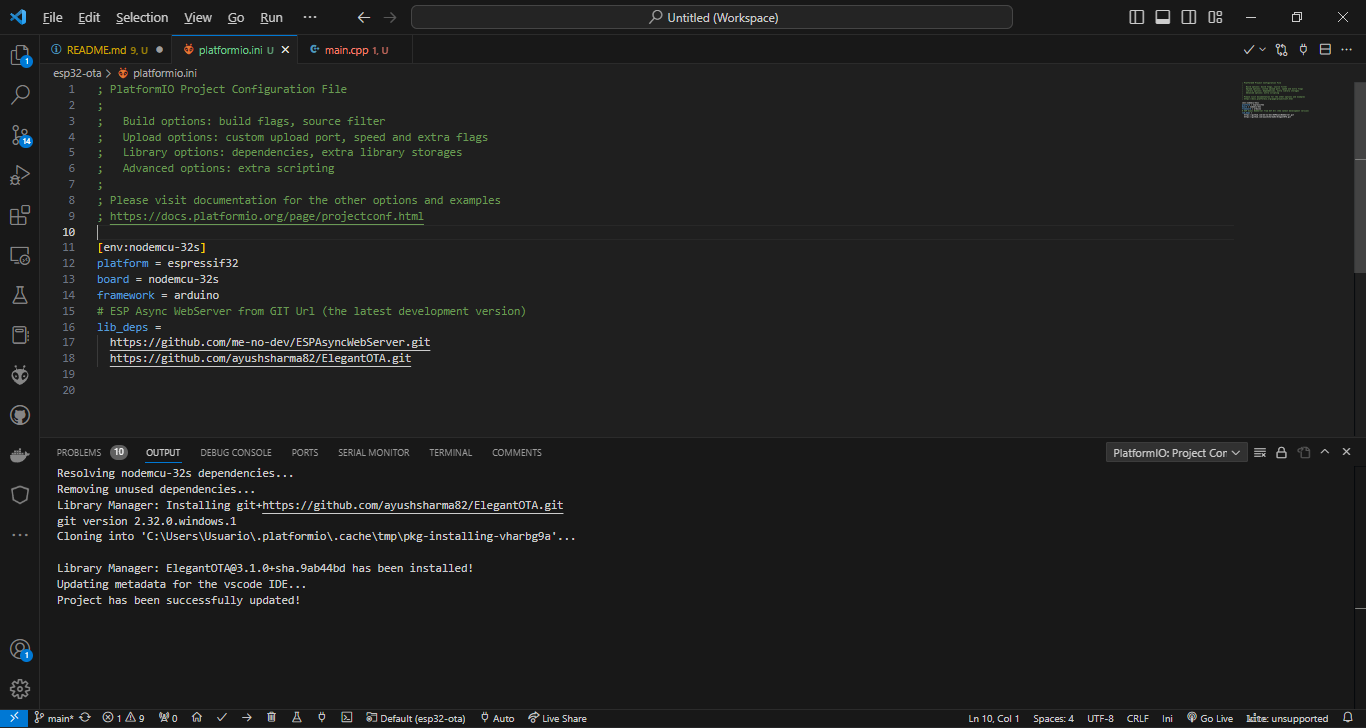 File Edit Selection View Go Run ··· Untitled (Workspace)
README.md 9, U platformio.ini U main.cpp 1, U
esp32-ota > platformio.ini
1 ; PlatformIO Project Configuration File
2 ;
3 ;   Build options: build flags, source filter
4 ;   Upload options: custom upload port, speed and extra flags
5 ;   Library options: dependencies, extra library storages
6 ;   Advanced options: extra scripting
7 ;
8 ; Please visit documentation for the other options and examples
9 ; https://docs.platformio.org/page/projectconf.html
10
11 [env:nodemcu-32s]
12 platform = espressif32
13 board = nodemcu-32s
14 framework = arduino
15 # ESP Async WebServer from GIT Url (the latest development version)
16 lib_deps =
17   https://github.com/me-no-dev/ESPAsyncWebServer.git
18   https://github.com/ayushsharma82/ElegantOTA.git
19
20
1
14
PROBLEMS 10 OUTPUT DEBUG CONSOLE PORTS SERIAL MONITOR TERMINAL COMMENTS PlatformIO: Project Cor
Resolving nodemcu-32s dependencies...
Removing unused dependencies...
Library Manager: Installing git+https://github.com/ayushsharma82/ElegantOTA.git
git version 2.32.0.windows.1
Cloning into 'C:\Users\Usuario\.platformio\.cache\tmp\pkg-installing-vharbg9a'...
Library Manager: ElegantOTA@3.1.0+sha.9ab44bd has been installed!
Updating metadata for the vscode IDE...
Project has been successfully updated!
1
main* 1 9 0 Default (esp32-ota) Auto Live Share Ln 10, Col 1 Spaces: 4 UTF-8 CRLF Ini Go Live unsupported